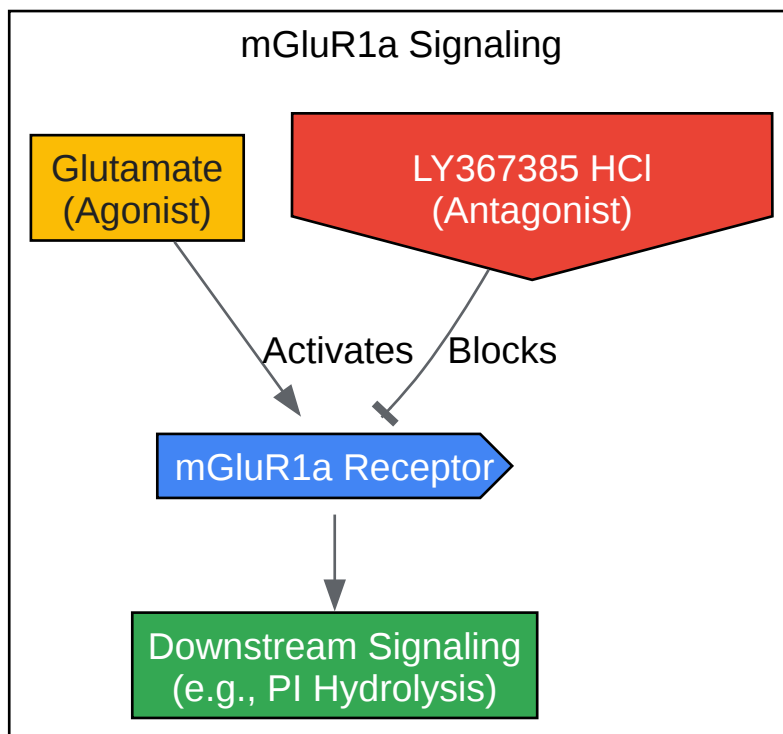 mGluR1a Signaling
Glutamate
(Agonist)
LY367385 HCl
(Antagonist)
Activates
Blocks
mGluR1a Receptor
Downstream Signaling
(e.g., PI Hydrolysis)